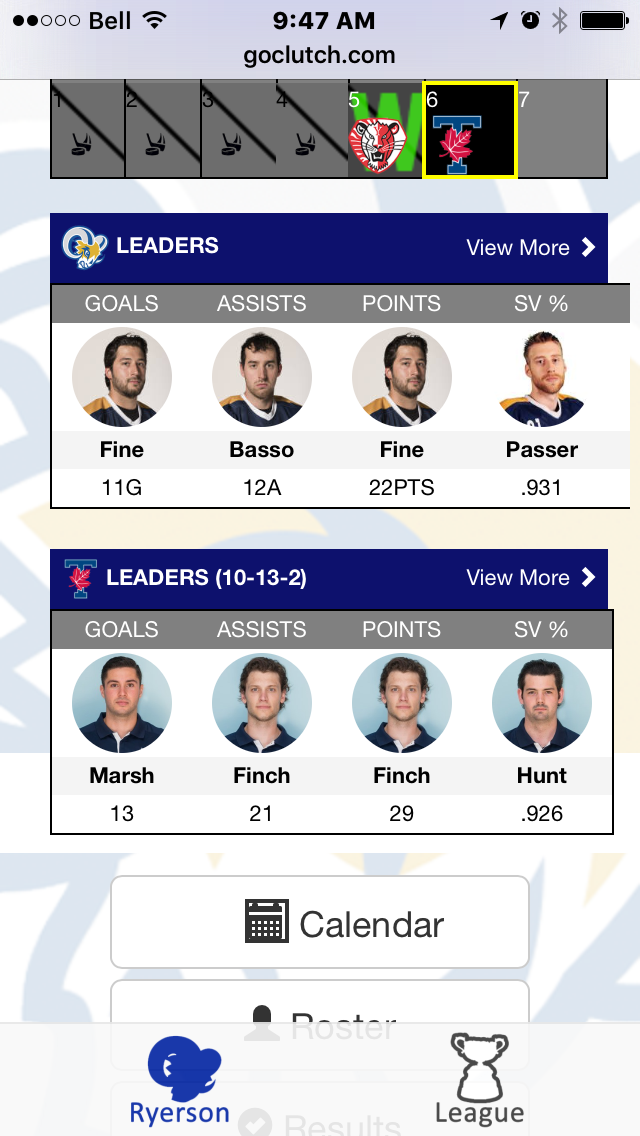 Bell 9:47 AM
goclutch.com
1 2 3 4 5 6 7
W T
LEADERS View More
GOALS ASSISTS POINTS SV %
Fine Basso Fine Passer
11G 12A 22PTS .931
T LEADERS (10-13-2) View More
GOALS ASSISTS POINTS SV %
Marsh Finch Finch Hunt
13 21 29 .926
Calendar
Roster
Results
Ryerson League